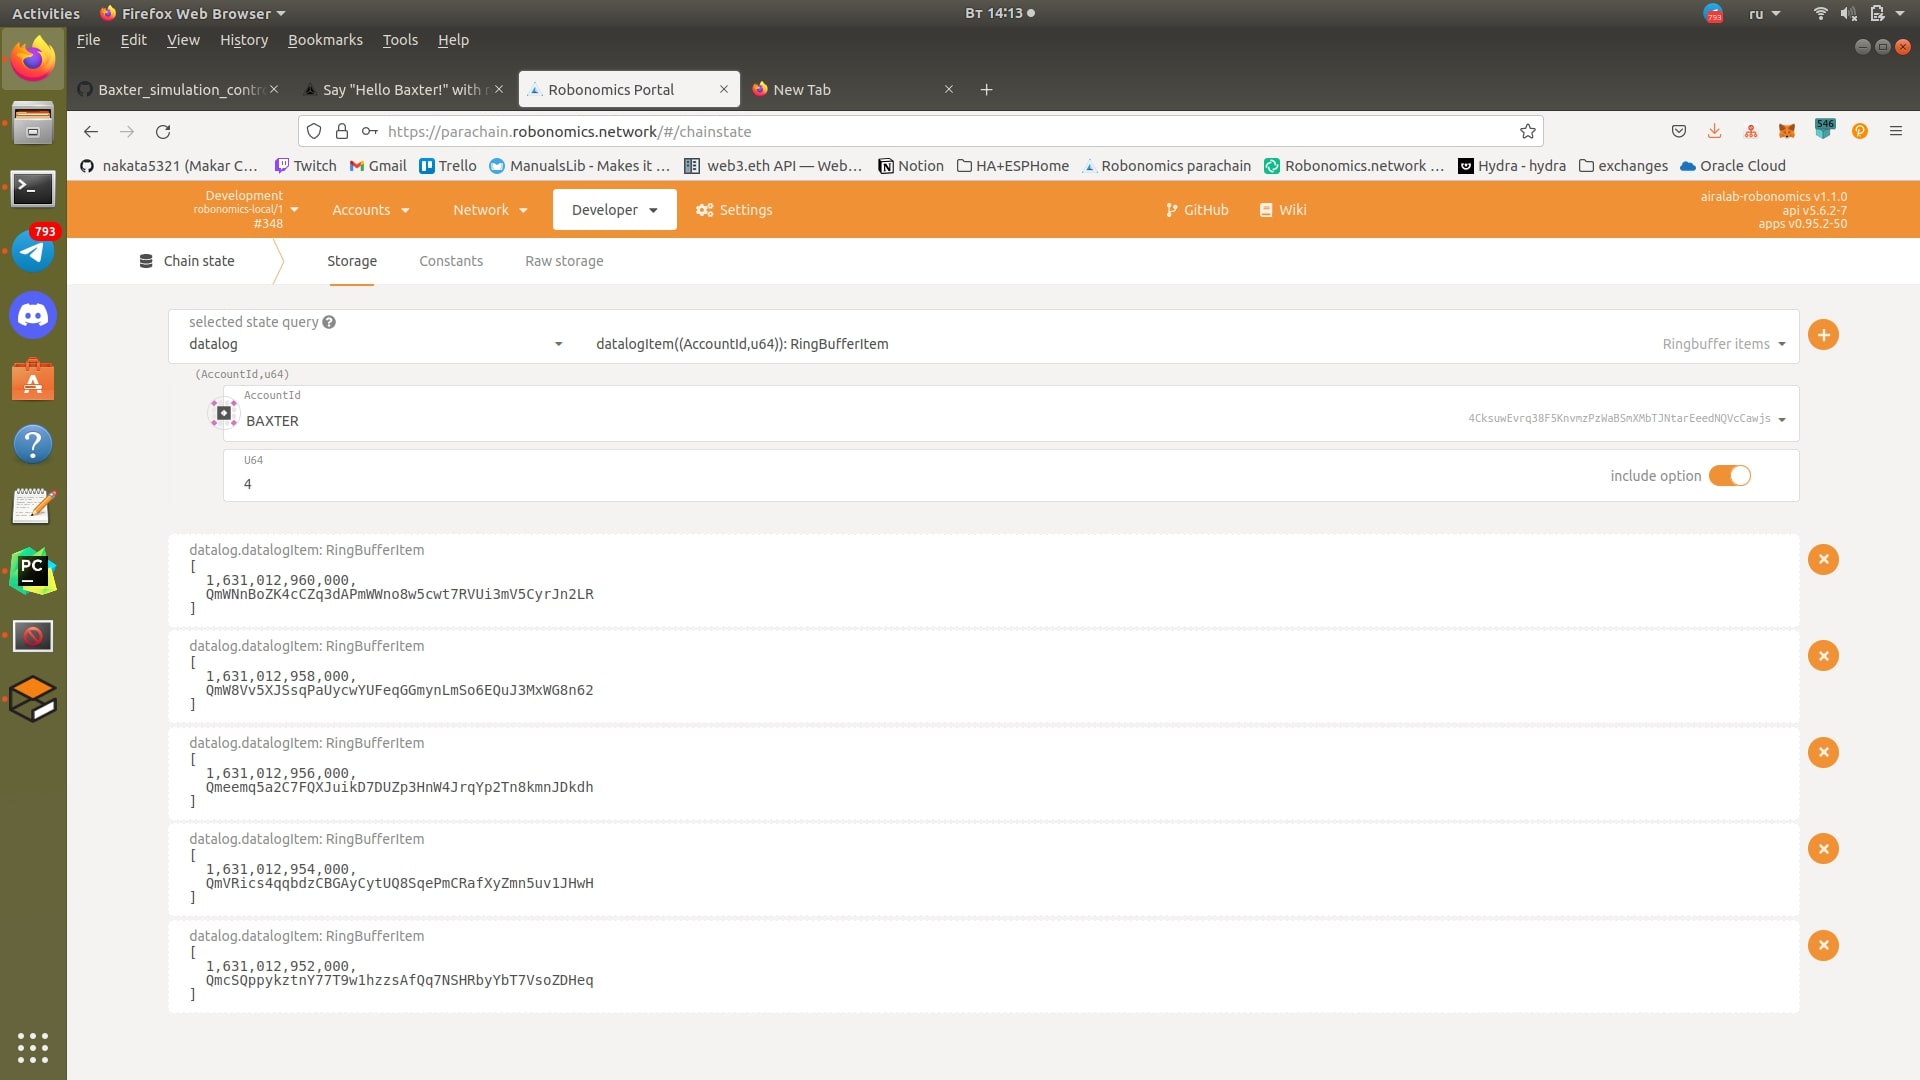 Activities
Firefox Web Browser
Вт 14:13
793
ru
File Edit View History Bookmarks Tools Help
Baxter_simulation_contr
Say "Hello Baxter!" with r
Robonomics Portal
New Tab
https://parachain.robonomics.network/#/chainstate
546
nakata5321 (Makar C…
Twitch
Gmail
Trello
ManualsLib - Makes it …
web3.eth API — Web…
Notion
HA+ESPHome
Robonomics parachain
Robonomics.network …
Hydra - hydra
exchanges
Oracle Cloud
793
PC
Development
robonomics-local/1
#348
Accounts
Network
Developer
Settings
GitHub
Wiki
airalab-robonomics v1.1.0
api v5.6.2-7
apps v0.95.2-50
Chain state
Storage
Constants
Raw storage
selected state query
datalog
datalogItem((AccountId,u64)): RingBufferItem
Ringbuffer items
(AccountId,u64)
AccountId
BAXTER
4CksuwEvrq38F5KnvmzPzWaBSmXMbTJNtarEeedNQVcCawjs
U64
4
include option
datalog.datalogItem: RingBufferItem
[
1,631,012,960,000,
QmWNnBoZK4cCZq3dAPmWWno8w5cwt7RVUi3mV5CyrJn2LR
]
datalog.datalogItem: RingBufferItem
[
1,631,012,958,000,
QmW8Vv5XJSsqPaUycwYUFeqGGmynLmSo6EQuJ3MxWG8n62
]
datalog.datalogItem: RingBufferItem
[
1,631,012,956,000,
Qmeemq5a2C7FQXJuikD7DUZp3HnW4JrqYp2Tn8kmnJDkdh
]
datalog.datalogItem: RingBufferItem
[
1,631,012,954,000,
QmVRics4qqbdzCBGAyCytUQ8SqePmCRafXyZmn5uv1JHwH
]
datalog.datalogItem: RingBufferItem
[
1,631,012,952,000,
QmcSQppykztnY77T9w1hzzsAfQq7NSHRbyYbT7VsoZDHeq
]